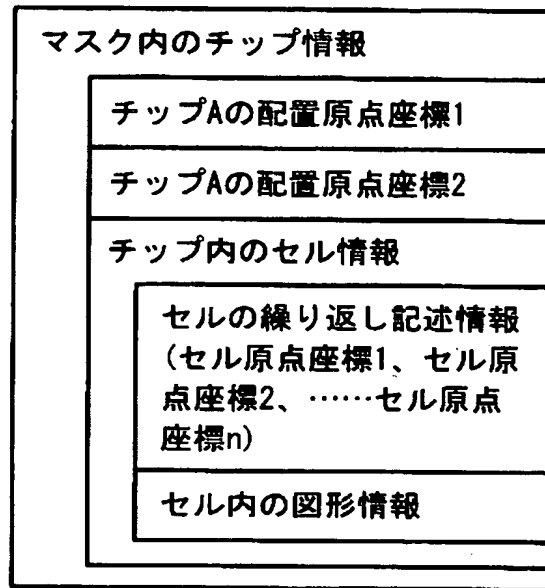 マスク内のチップ情報
チップAの配置原点座標1
チップAの配置原点座標2
チップ内のセル情報
セルの繰り返し記述情報
(セル原点座標1、セル原
点座標2、……セル原点
座標n)
セル内の図形情報